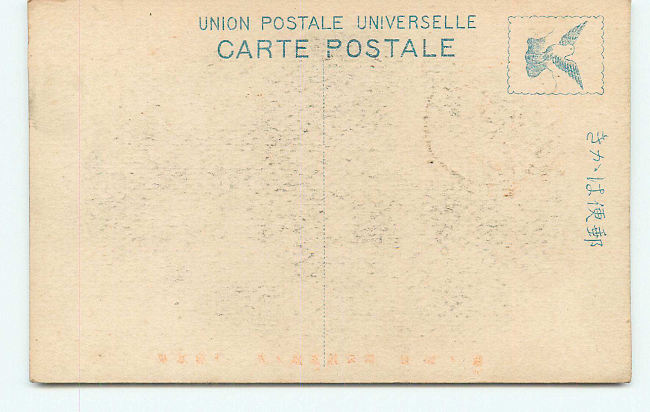 UNION POSTALE UNIVERSELLE
CARTE POSTALE
きがは便郵